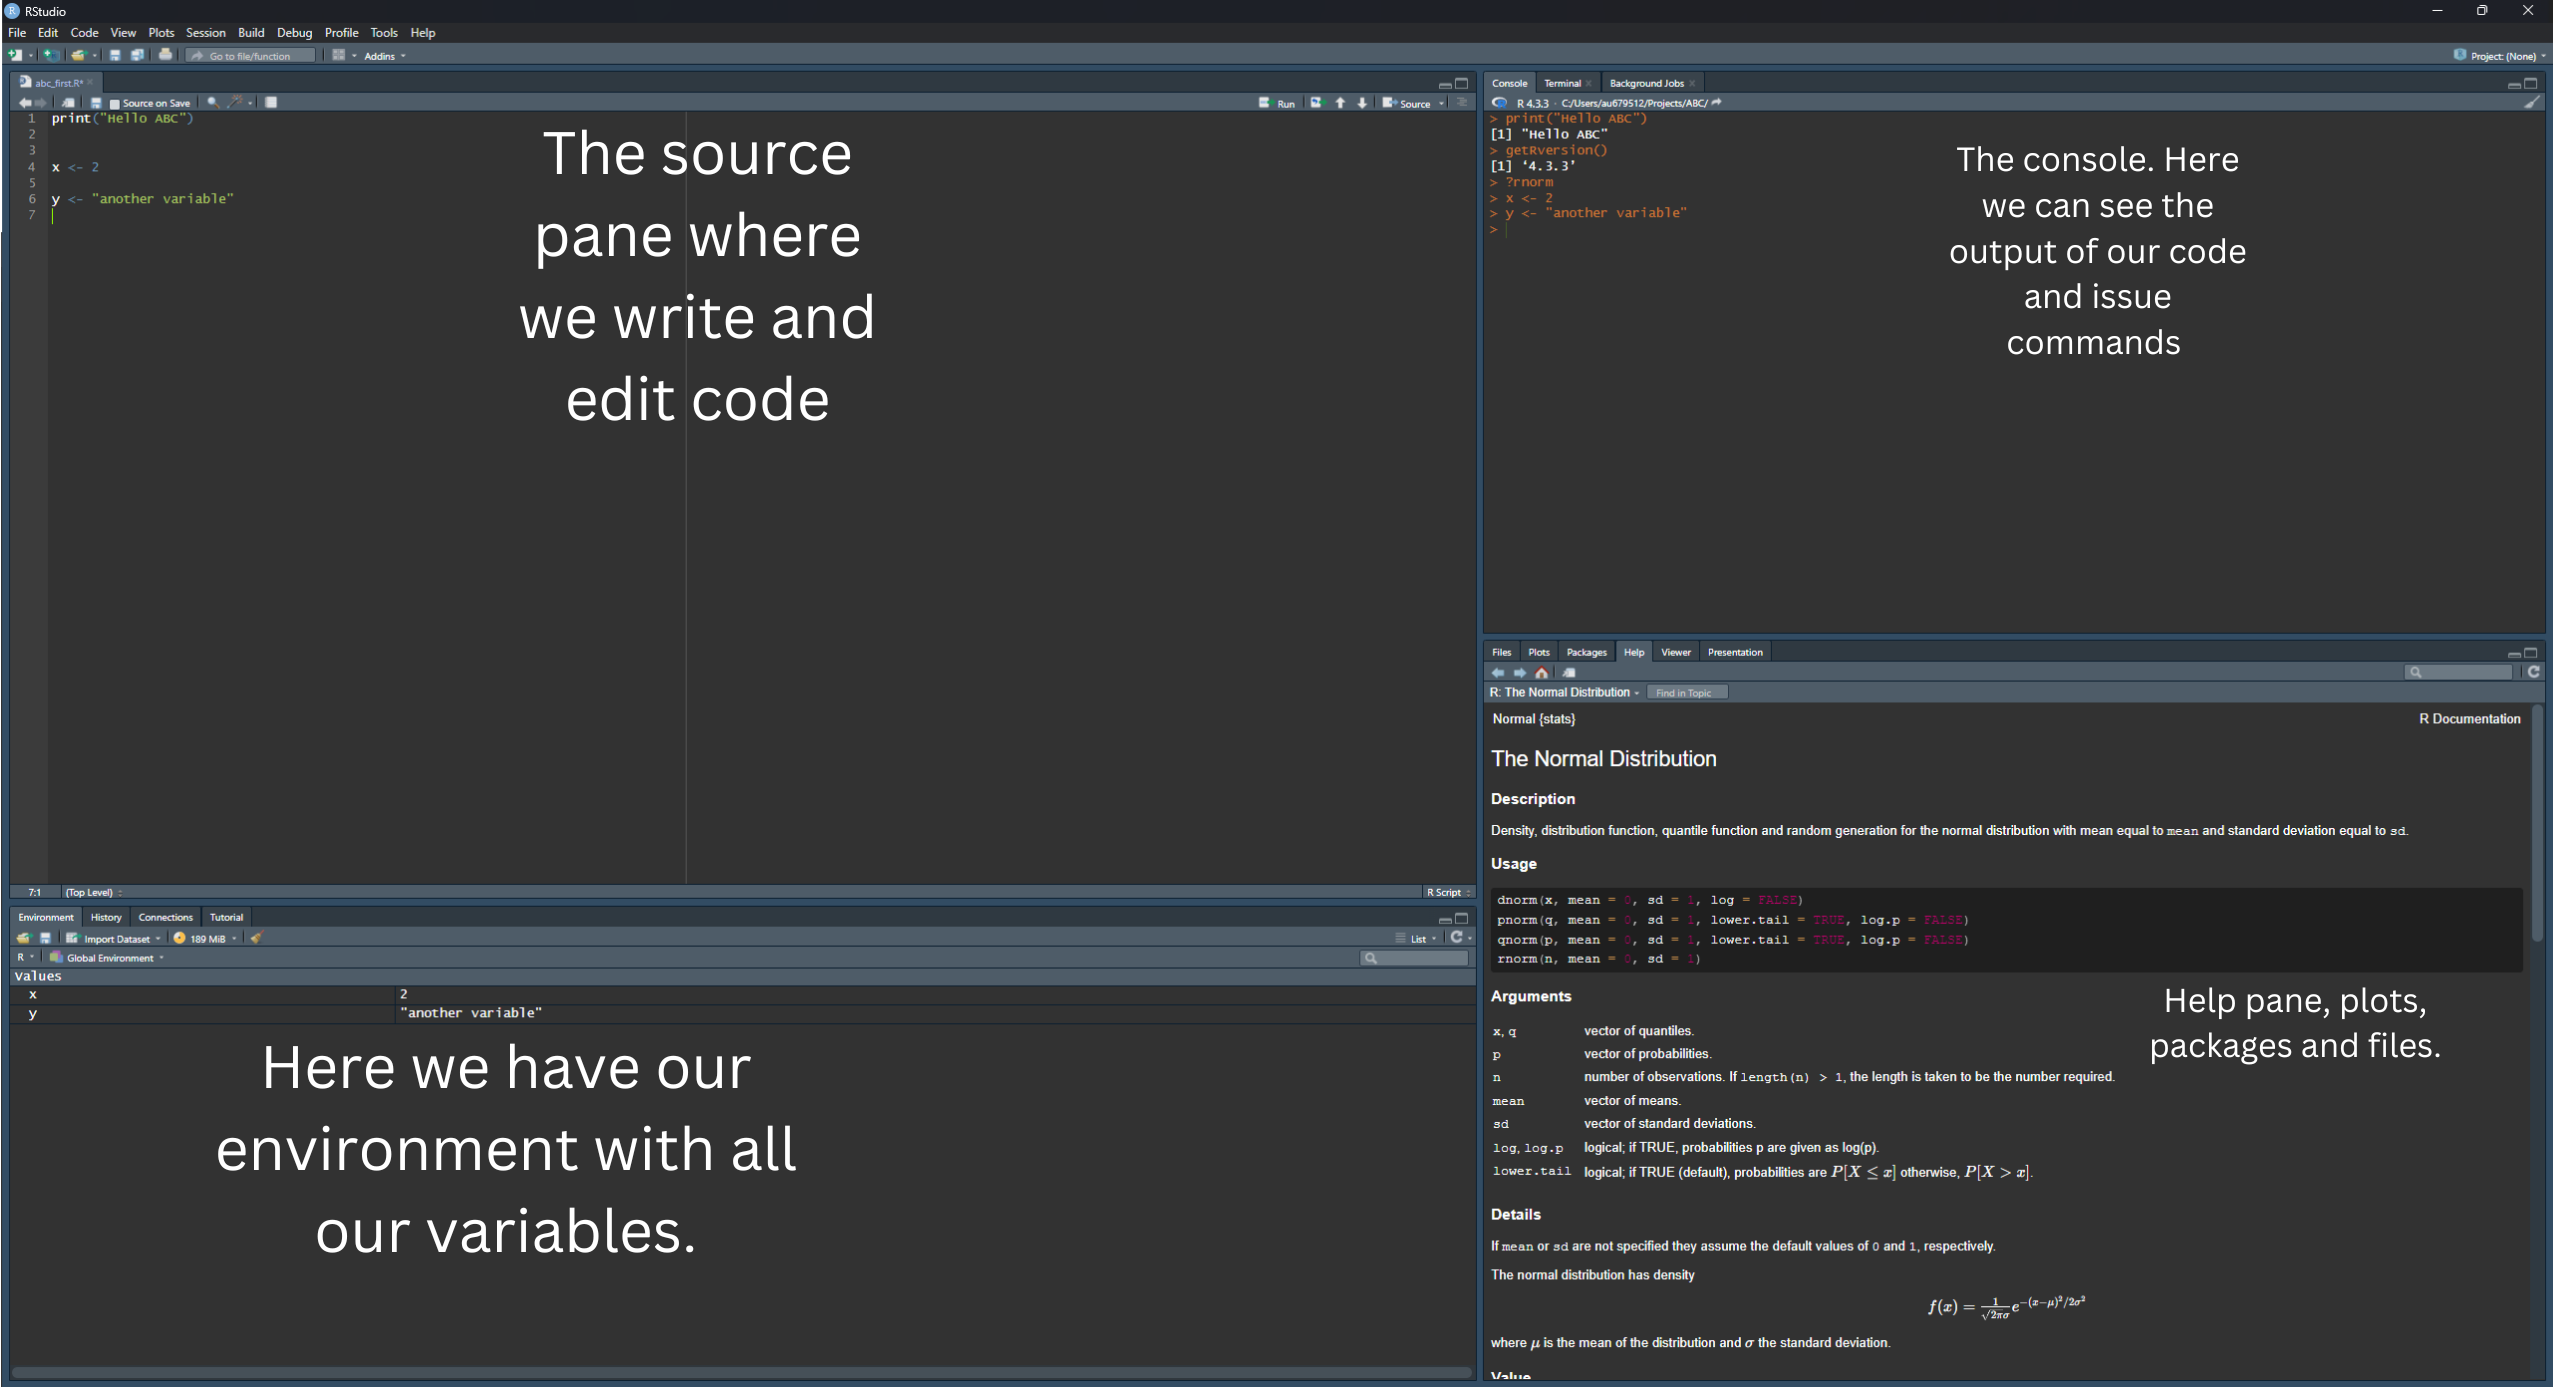 RStudio
File Edit Code View Plots Session Build Debug Profile Tools Help
Go to file/function Addins
Project: (None)
abc_first.R*
Source on Save
Run Source
1 print("Hello ABC")
2
3
4 x <- 2
5
6 y <- "another variable"
7
The source
pane where
we write and
edit code
7:1 (Top Level) R Script
Console Terminal Background Jobs
R 4.3.3 · C:/Users/au679512/Projects/ABC/
> print("Hello ABC")
[1] "Hello ABC"
> getRversion()
[1] ‘4.3.3’
> ?rnorm
> x <- 2
> y <- "another variable"
>
The console. Here
we can see the
output of our code
and issue
commands
Environment History Connections Tutorial
Import Dataset 189 MiB
List
R Global Environment
Values
x 2
y "another variable"
Here we have our
environment with all
our variables.
Files Plots Packages Help Viewer Presentation
R: The Normal Distribution Find in Topic
Normal {stats} R Documentation
The Normal Distribution
Description
Density, distribution function, quantile function and random generation for the normal distribution with mean equal to mean and standard deviation equal to sd.
Usage
dnorm(x, mean = 0, sd = 1, log = FALSE)
pnorm(q, mean = 0, sd = 1, lower.tail = TRUE, log.p = FALSE)
qnorm(p, mean = 0, sd = 1, lower.tail = TRUE, log.p = FALSE)
rnorm(n, mean = 0, sd = 1)
Arguments
x, q vector of quantiles.
p vector of probabilities.
n number of observations. If length(n) > 1, the length is taken to be the number required.
mean vector of means.
sd vector of standard deviations.
log, log.p logical; if TRUE, probabilities p are given as log(p).
lower.tail logical; if TRUE (default), probabilities are P[X ≤ x] otherwise, P[X > x].
Help pane, plots,
packages and files.
Details
If mean or sd are not specified they assume the default values of 0 and 1, respectively.
The normal distribution has density
f(x) = 1/√2πσ e^−(x−μ)²/2σ²
where μ is the mean of the distribution and σ the standard deviation.
Value